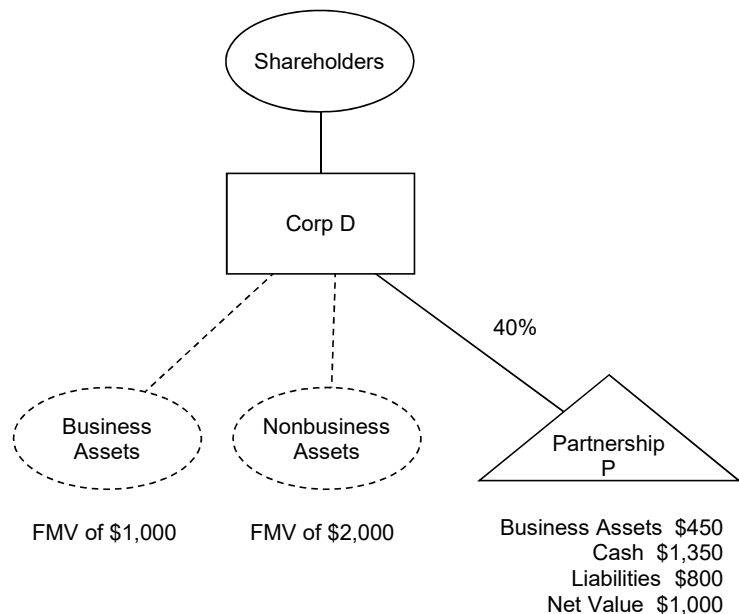 Shareholders
Corp D
40%
Business
Assets
Nonbusiness
Assets
Partnership
P
FMV of $1,000
FMV of $2,000
Business Assets $450
Cash $1,350
Liabilities $800
Net Value $1,000